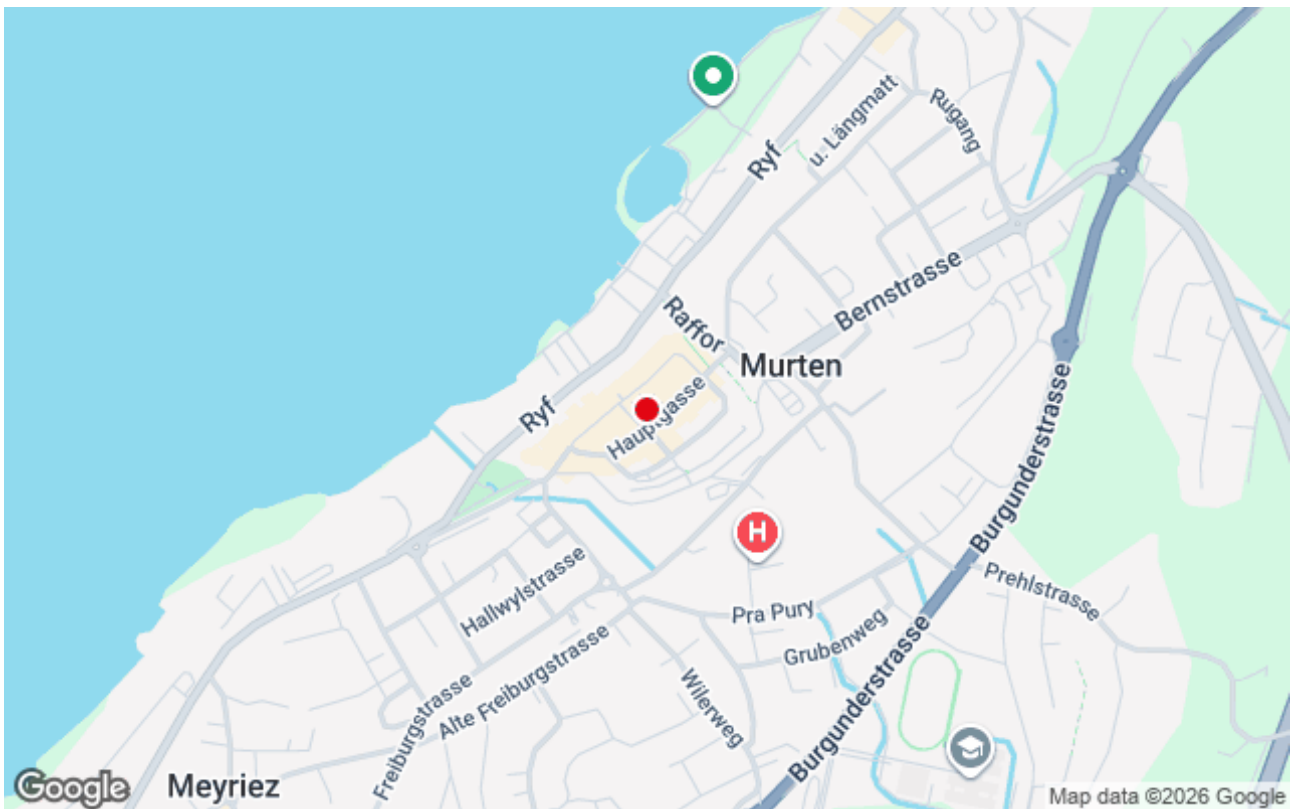 u. Längmatt
Rugang
Ryf
Bernstrasse
Raffor
Murten
Ryf
Hauptgasse
Burgunderstrasse
H
Prehlstrasse
Hallwylstrasse
Pra Pury
Grubenweg
Alte Freiburgstrasse
Freiburgstrasse
Wilerweg
Burgunderstrasse
Meyriez
Google
Map data ©2026 Google